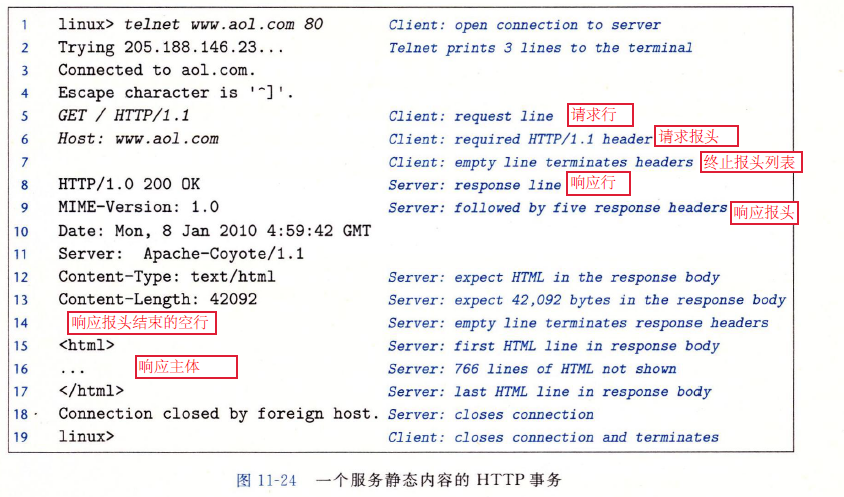 1 linux> telnet www.aol.com 80 Client: open connection to server
2 Trying 205.188.146.23... Telnet prints 3 lines to the terminal
3 Connected to aol.com.
4 Escape character is '^]'.
5 GET / HTTP/1.1 Client: request line 请求行
6 Host: www.aol.com Client: required HTTP/1.1 header 请求报头
7 Client: empty line terminates headers 终止报头列表
8 HTTP/1.0 200 OK Server: response line 响应行
9 MIME-Version: 1.0 Server: followed by five response headers 响应报头
10 Date: Mon, 8 Jan 2010 4:59:42 GMT
11 Server: Apache-Coyote/1.1
12 Content-Type: text/html Server: expect HTML in the response body
13 Content-Length: 42092 Server: expect 42,092 bytes in the response body
14 响应报头结束的空行 Server: empty line terminates response headers
15 <html> Server: first HTML line in response body
16 ... 响应主体 Server: 766 lines of HTML not shown
17 </html> Server: last HTML line in response body
18 Connection closed by foreign host. Server: closes connection
19 linux> Client: closes connection and terminates
图 11-24 一个服务静态内容的 HTTP 事务